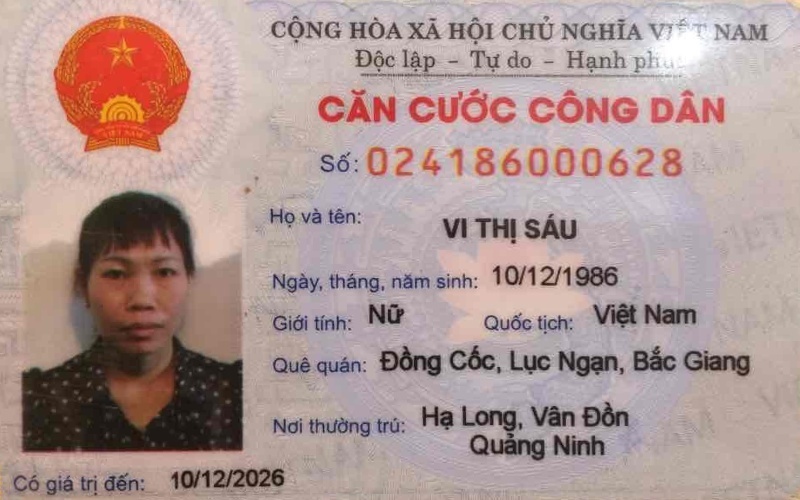 CỘNG HÒA XÃ HỘI CHỦ NGHĨA VIỆT NAM
Độc lập - Tự do - Hạnh phúc
CĂN CƯỚC CÔNG DÂN
Số: 024186000628
Họ và tên: VI THỊ SÁU
Ngày, tháng, năm sinh: 10/12/1986
Giới tính: Nữ Quốc tịch: Việt Nam
Quê quán: Đồng Cốc, Lục Ngạn, Bắc Giang
Nơi thường trú: Hạ Long, Vân Đồn
Quảng Ninh
Có giá trị đến: 10/12/2026